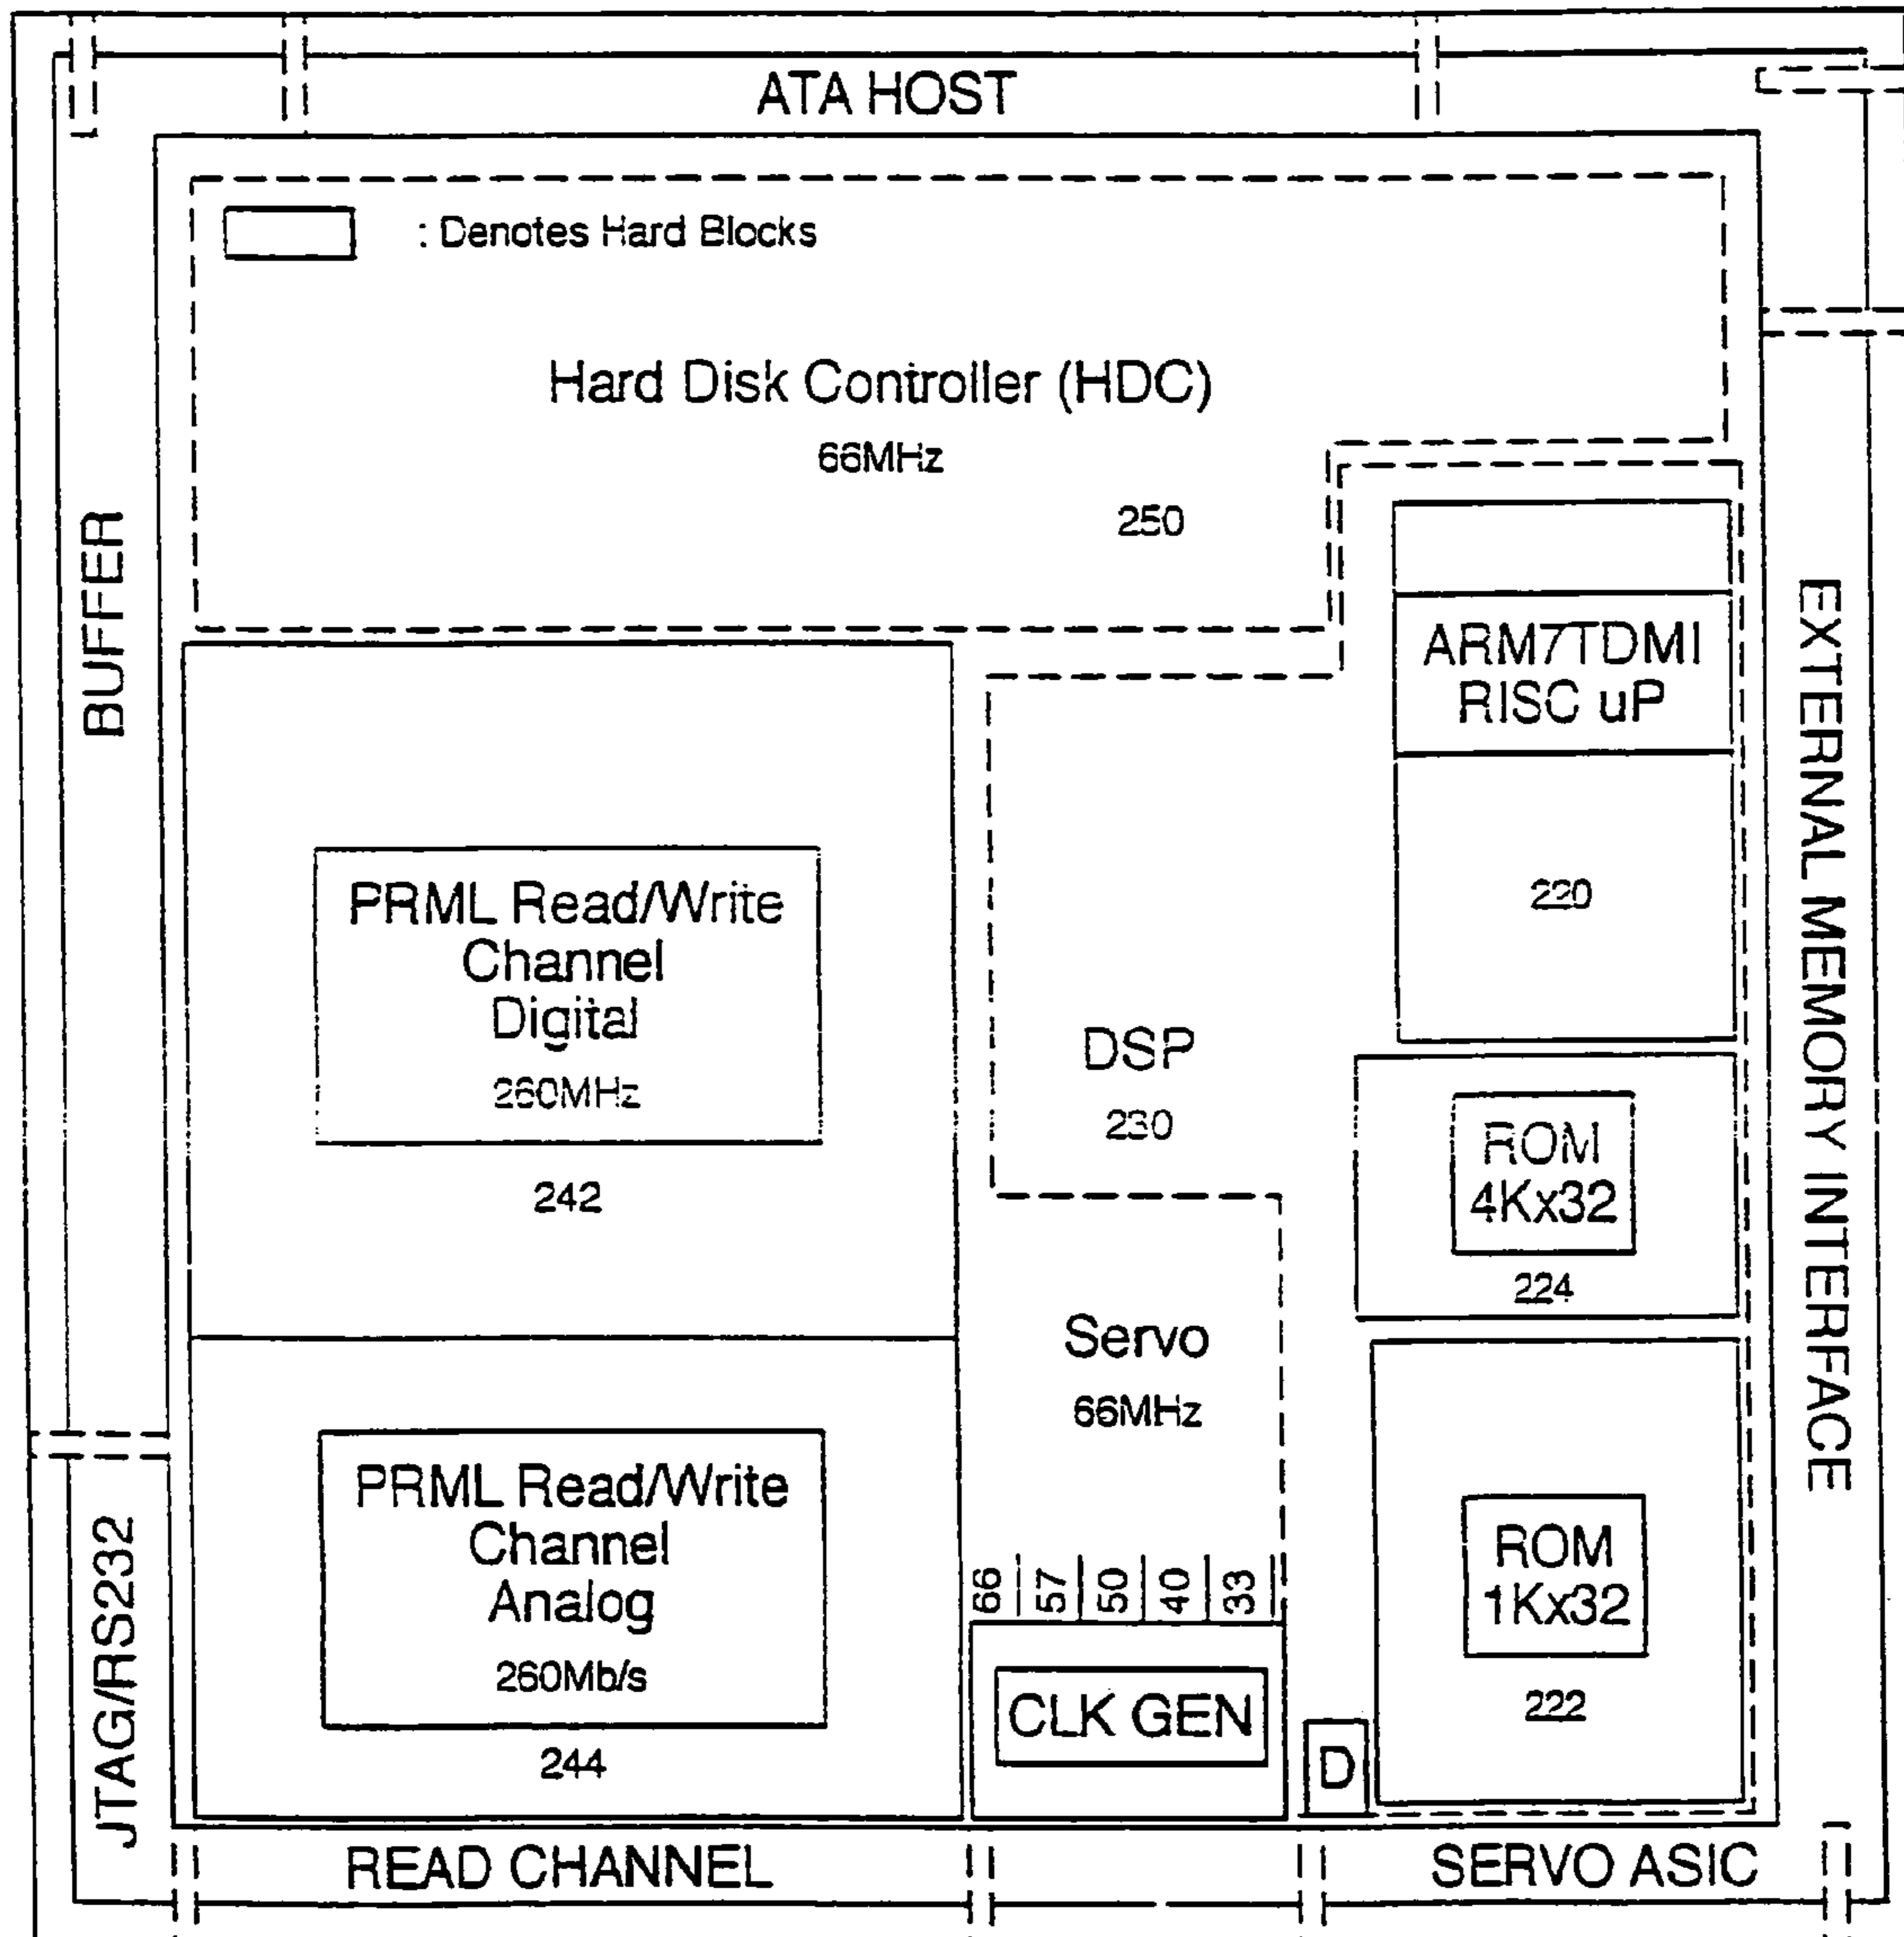 ATA HOST
: Denotes Hard Blocks
Hard Disk Controller (HDC)
66MHz
250
BUFFER
ARM7TDMI
RISC uP
220
EXTERNAL MEMORY INTERFACE
PRML Read/Write
Channel
Digital
260MHz
242
DSP
230
ROM
4Kx32
224
Servo
66MHz
PRML Read/Write
Channel
Analog
260Mb/s
244
66
57
50
40
33
CLK GEN
D
ROM
1Kx32
222
JTAG/RS232
READ CHANNEL
SERVO ASIC